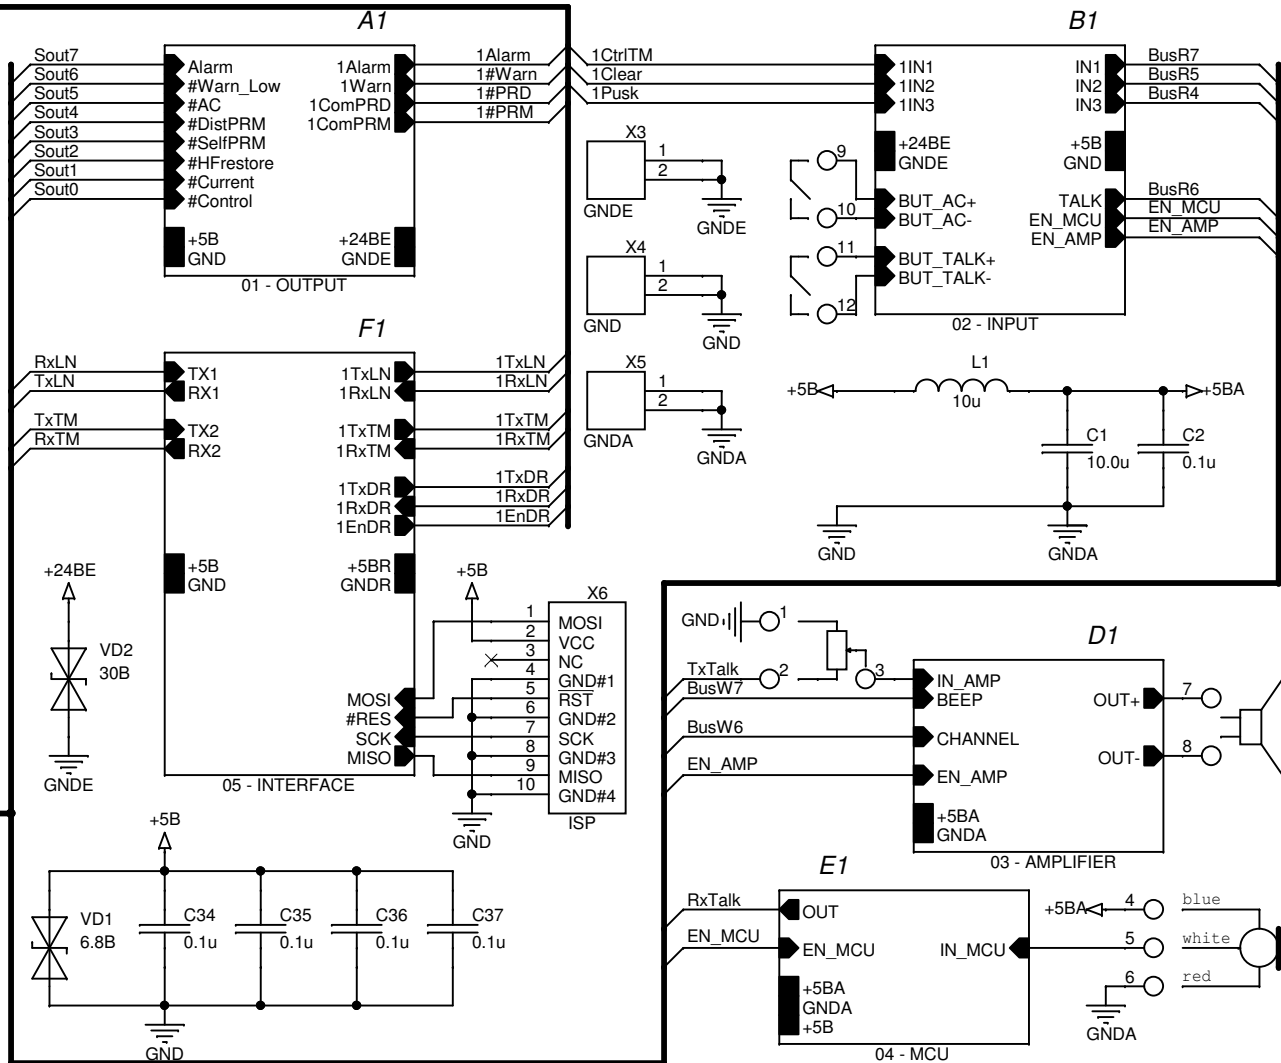 A1
Sout7
Sout6
Sout5
Sout4
Sout3
Sout2
Sout1
Sout0
Alarm
#Warn_Low
#AC
#DistPRM
#SelfPRM
#HFrestore
#Current
#Control
+5B
GND
1Alarm
1Warn
1ComPRD
1ComPRM
+24BE
GNDE
1Alarm
1#Warn
1#PRD
1#PRM
01 - OUTPUT
B1
1CtrlTM
1Clear
1Pusk
1IN1
1IN2
1IN3
+24BE
GNDE
BUT_AC+
BUT_AC-
BUT_TALK+
BUT_TALK-
9
10
11
12
IN1
IN2
IN3
+5B
GND
TALK
EN_MCU
EN_AMP
BusR7
BusR5
BusR4
BusR6
EN_MCU
EN_AMP
02 - INPUT
X3
1
2
GNDE
GNDE
X4
1
2
GND
GND
X5
1
2
GNDA
GNDA
F1
RxLN
TxLN
TxTM
RxTM
TX1
RX1
TX2
RX2
+5B
GND
1TxLN
1RxLN
1TxTM
1RxTM
1TxDR
1RxDR
1EnDR
+5BR
GNDR
MOSI
#RES
SCK
MISO
1TxLN
1RxLN
1TxTM
1RxTM
1TxDR
1RxDR
1EnDR
05 - INTERFACE
L1
+5B
10u
+5BA
C1
10.0u
C2
0.1u
GND
GNDA
+24BE
VD2
30B
GNDE
+5B
X6
1
2
3
4
5
6
7
8
9
10
MOSI
VCC
NC
GND#1
RST
GND#2
SCK
GND#3
MISO
GND#4
ISP
GND
D1
GND
1
2
3
TxTalk
BusW7
BusW6
EN_AMP
IN_AMP
BEEP
CHANNEL
EN_AMP
+5BA
GNDA
OUT+
OUT-
7
8
03 - AMPLIFIER
+5B
VD1
6.8B
C34
0.1u
C35
0.1u
C36
0.1u
C37
0.1u
GND
E1
RxTalk
EN_MCU
OUT
EN_MCU
IN_MCU
+5BA
GNDA
+5B
04 - MCU
+5BA
4
5
6
blue
white
red
GNDA